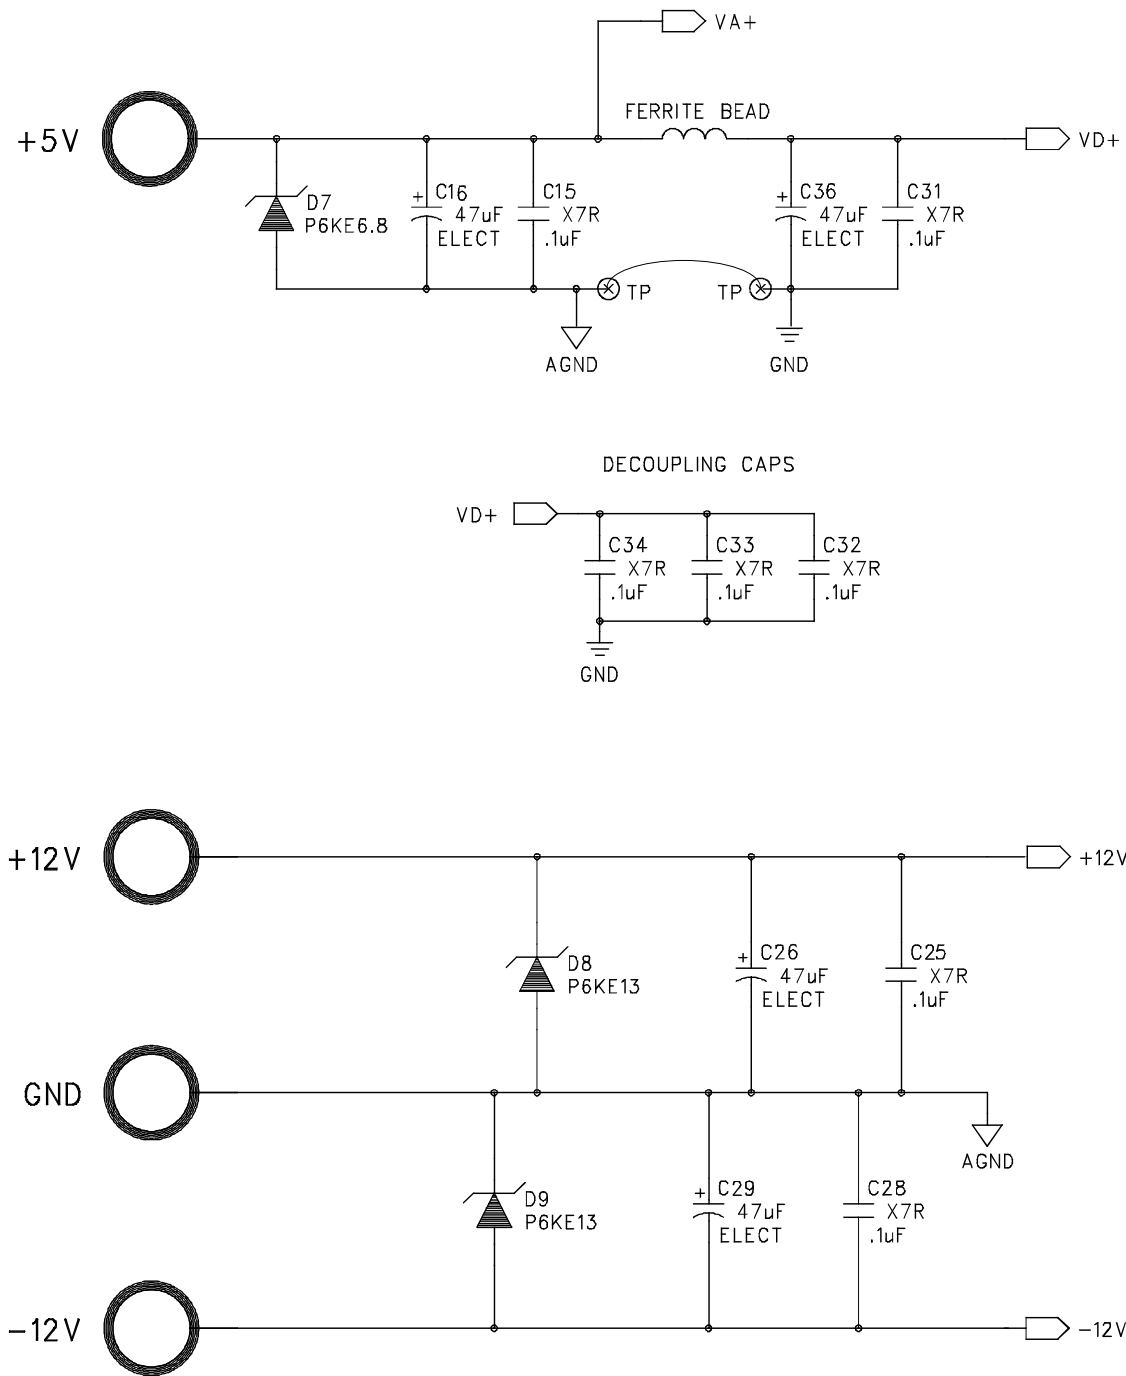 VA+
FERRITE BEAD
+5V
VD+
D7
P6KE6.8
+
C16
47uF
ELECT
C15
X7R
.1uF
+
C36
47uF
ELECT
C31
X7R
.1uF
TP
TP
AGND
GND
DECOUPLING CAPS
VD+
C34
X7R
.1uF
C33
X7R
.1uF
C32
X7R
.1uF
GND
+12V
+12V
D8
P6KE13
+
C26
47uF
ELECT
C25
X7R
.1uF
GND
AGND
D9
P6KE13
+
C29
47uF
ELECT
C28
X7R
.1uF
-12V
-12V